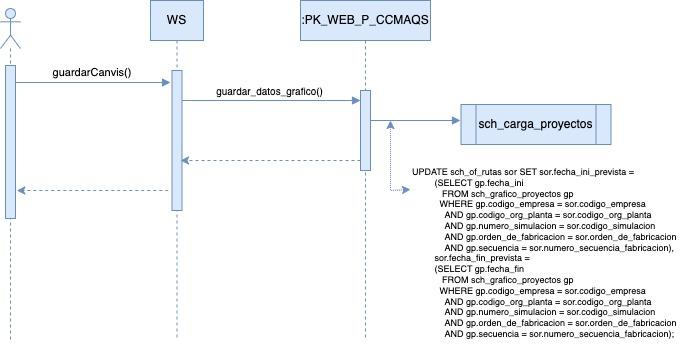 WS
:PK_WEB_P_CCMAQS
guardarCanvis()
guardar_datos_grafico()
sch_carga_proyectos
UPDATE sch_of_rutas sor SET sor.fecha_ini_prevista =
(SELECT gp.fecha_ini
FROM sch_grafico_proyectos gp
WHERE gp.codigo_empresa = sor.codigo_empresa
AND gp.codigo_org_planta = sor.codigo_org_planta
AND gp.numero_simulacion = sor.codigo_simulacion
AND gp.orden_de_fabricacion = sor.orden_de_fabricacion
AND gp.secuencia = sor.numero_secuencia_fabricacion),
sor.fecha_fin_prevista =
(SELECT gp.fecha_fin
FROM sch_grafico_proyectos gp
WHERE gp.codigo_empresa = sor.codigo_empresa
AND gp.codigo_org_planta = sor.codigo_org_planta
AND gp.numero_simulacion = sor.codigo_simulacion
AND gp.orden_de_fabricacion = sor.orden_de_fabricacion
AND gp.secuencia = sor.numero_secuencia_fabricacion);